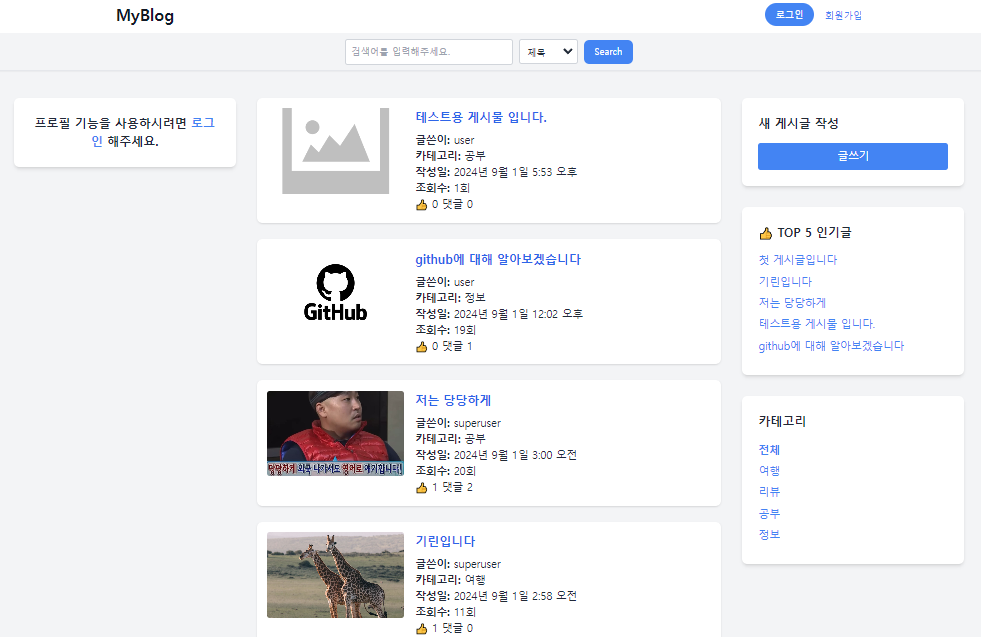 MyBlog
로그인 회원가입
검색어를 입력해주세요. 제목 Search
프로필 기능을 사용하시려면 로그
인 해주세요.
테스트용 게시물 입니다.
글쓴이: user
카테고리: 공부
작성일: 2024년 9월 1일 5:53 오후
조회수: 1회
👍 0 댓글 0
GitHub
github에 대해 알아보겠습니다
글쓴이: user
카테고리: 정보
작성일: 2024년 9월 1일 12:02 오후
조회수: 19회
👍 0 댓글 1
당당하게 외국 나가서도 영어로 얘기합니다!
저는 당당하게
글쓴이: superuser
카테고리: 공부
작성일: 2024년 9월 1일 3:00 오전
조회수: 20회
👍 1 댓글 2
기린입니다
글쓴이: superuser
카테고리: 여행
작성일: 2024년 9월 1일 2:58 오전
조회수: 11회
👍 1 댓글 0
새 게시글 작성
글쓰기
👍 TOP 5 인기글
첫 게시글입니다
기린입니다
저는 당당하게
테스트용 게시물 입니다.
github에 대해 알아보겠습니다
카테고리
전체
여행
리뷰
공부
정보